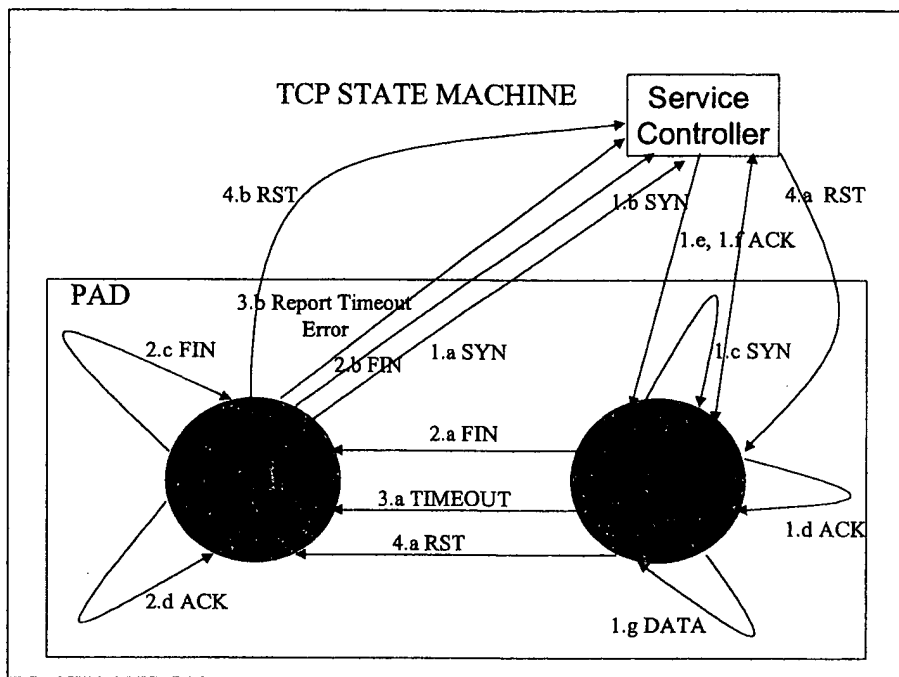 TCP STATE MACHINE
Service
Controller
4.b RST
1.b SYN
4.a RST
1.e, 1.f ACK
PAD
3.b Report Timeout
Error
2.c FIN
2.b FIN
1.a SYN
1.c SYN
2.a FIN
3.a TIMEOUT
1.d ACK
4.a RST
2.d ACK
1.g DATA